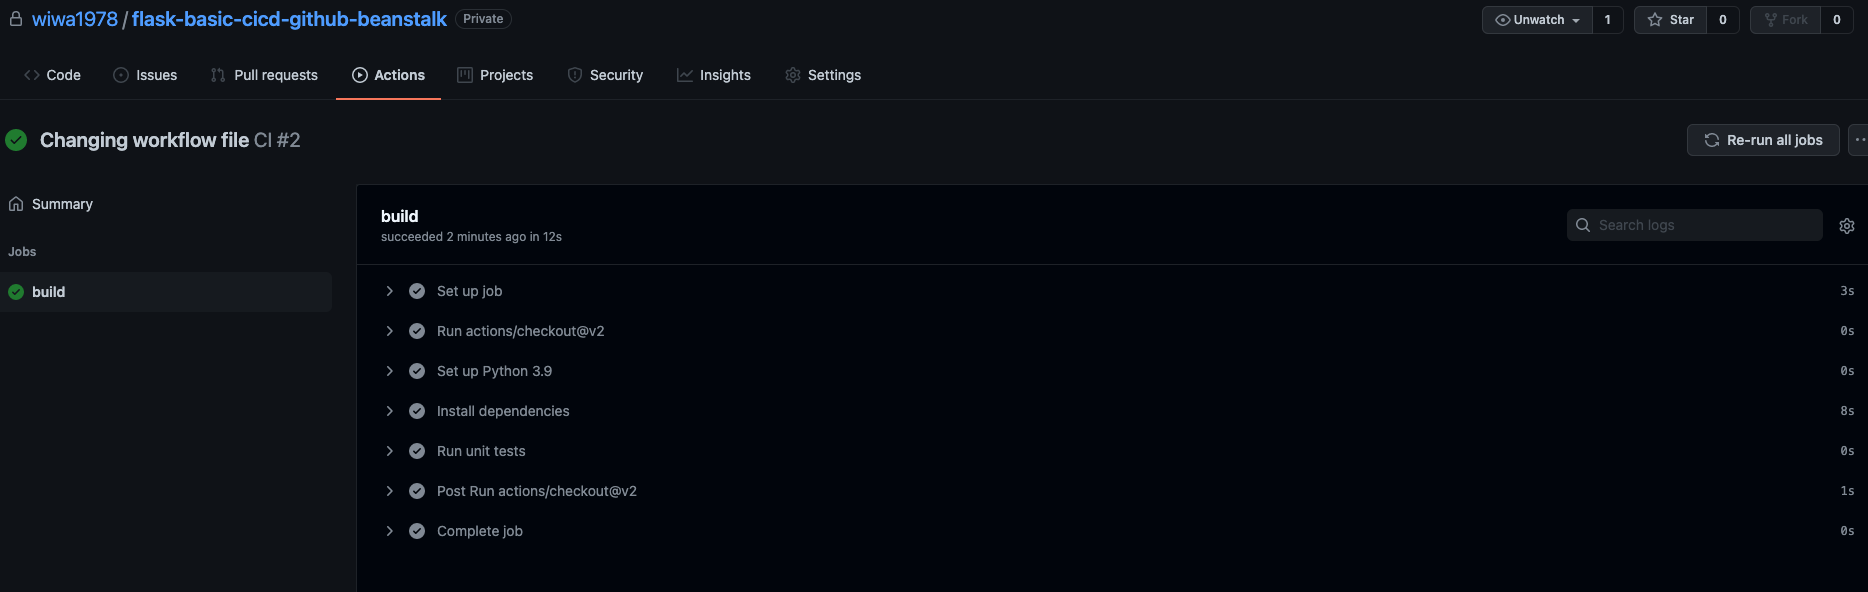 wiwa1978 / flask-basic-cicd-github-beanstalk Private Unwatch 1 Star 0 Fork 0
Code Issues Pull requests Actions Projects Security Insights Settings
Changing workflow file CI #2 Re-run all jobs
Summary
Jobs
build
build
succeeded 2 minutes ago in 12s
Search logs
Set up job 3s
Run actions/checkout@v2 0s
Set up Python 3.9 0s
Install dependencies 8s
Run unit tests 0s
Post Run actions/checkout@v2 1s
Complete job 0s